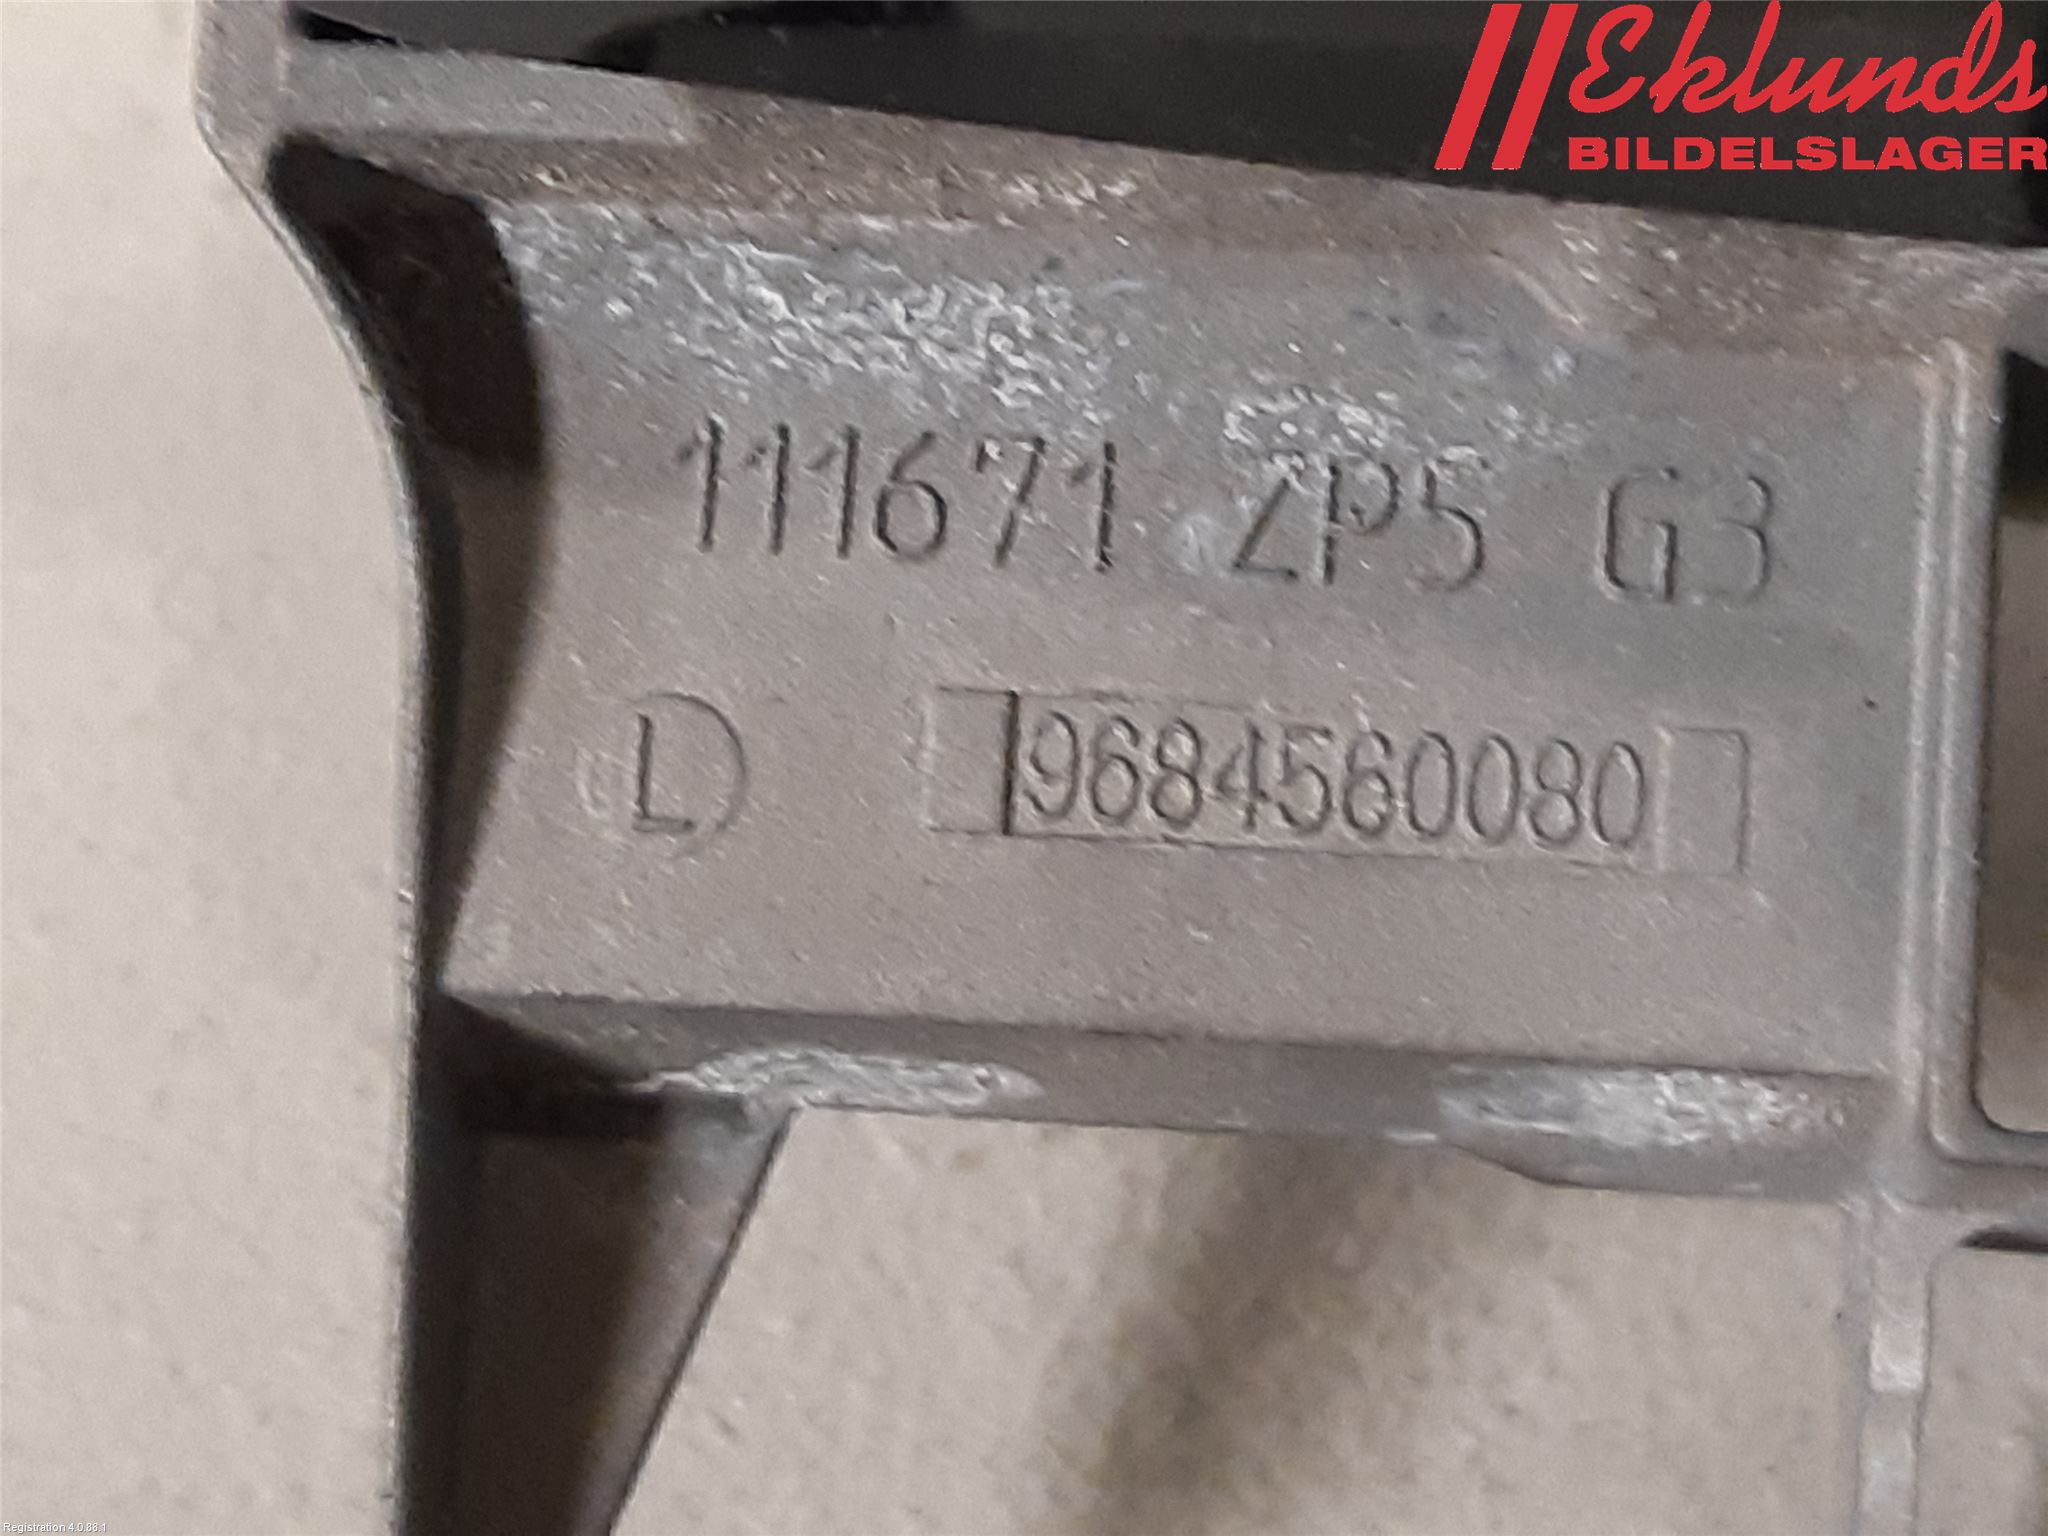 Eklunds
BILDELSLAGER
111671 ZP5 G3
L 9684560080
Registration 4.0.88.1